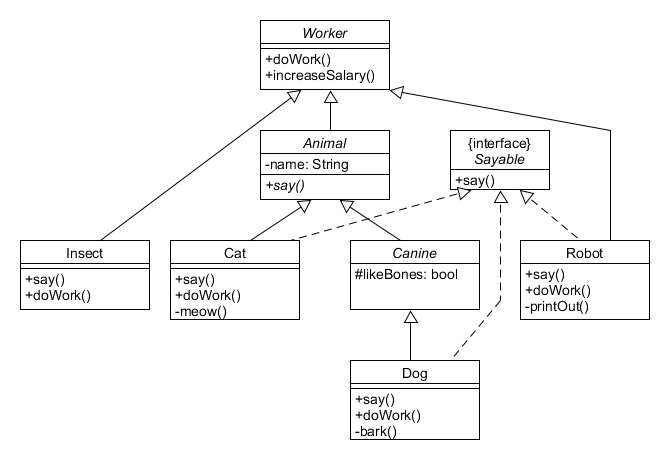 Worker
+doWork()
+increaseSalary()
Animal
-name: String
+say()
{interface}
Sayable
+say()
Insect
+say()
+doWork()
Cat
+say()
+doWork()
-meow()
Canine
#likeBones: bool
Robot
+say()
+doWork()
-printOut()
Dog
+say()
+doWork()
-bark()